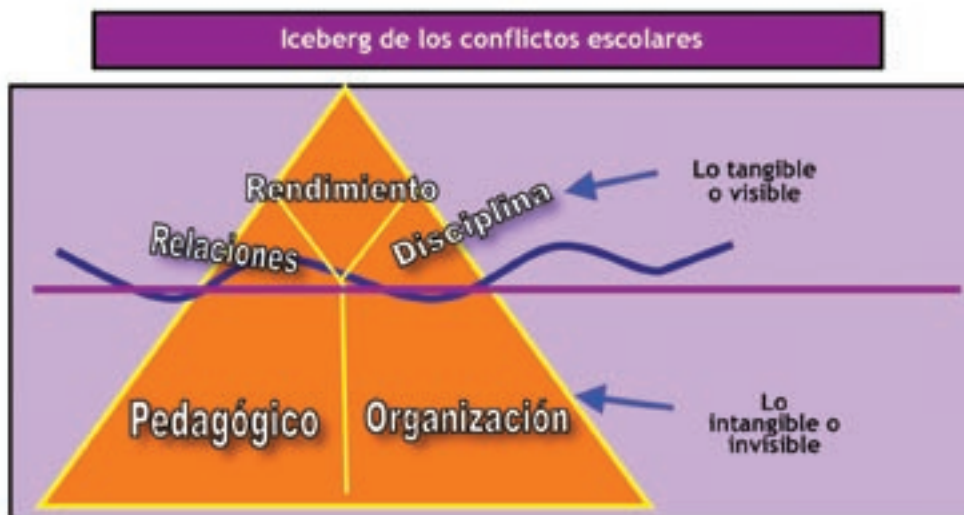 Iceberg de los conflictos escolares
Rendimiento
Relaciones
Disciplina
Lo tangible
o visible
Pedagógico
Organización
Lo
intangible o
invisible